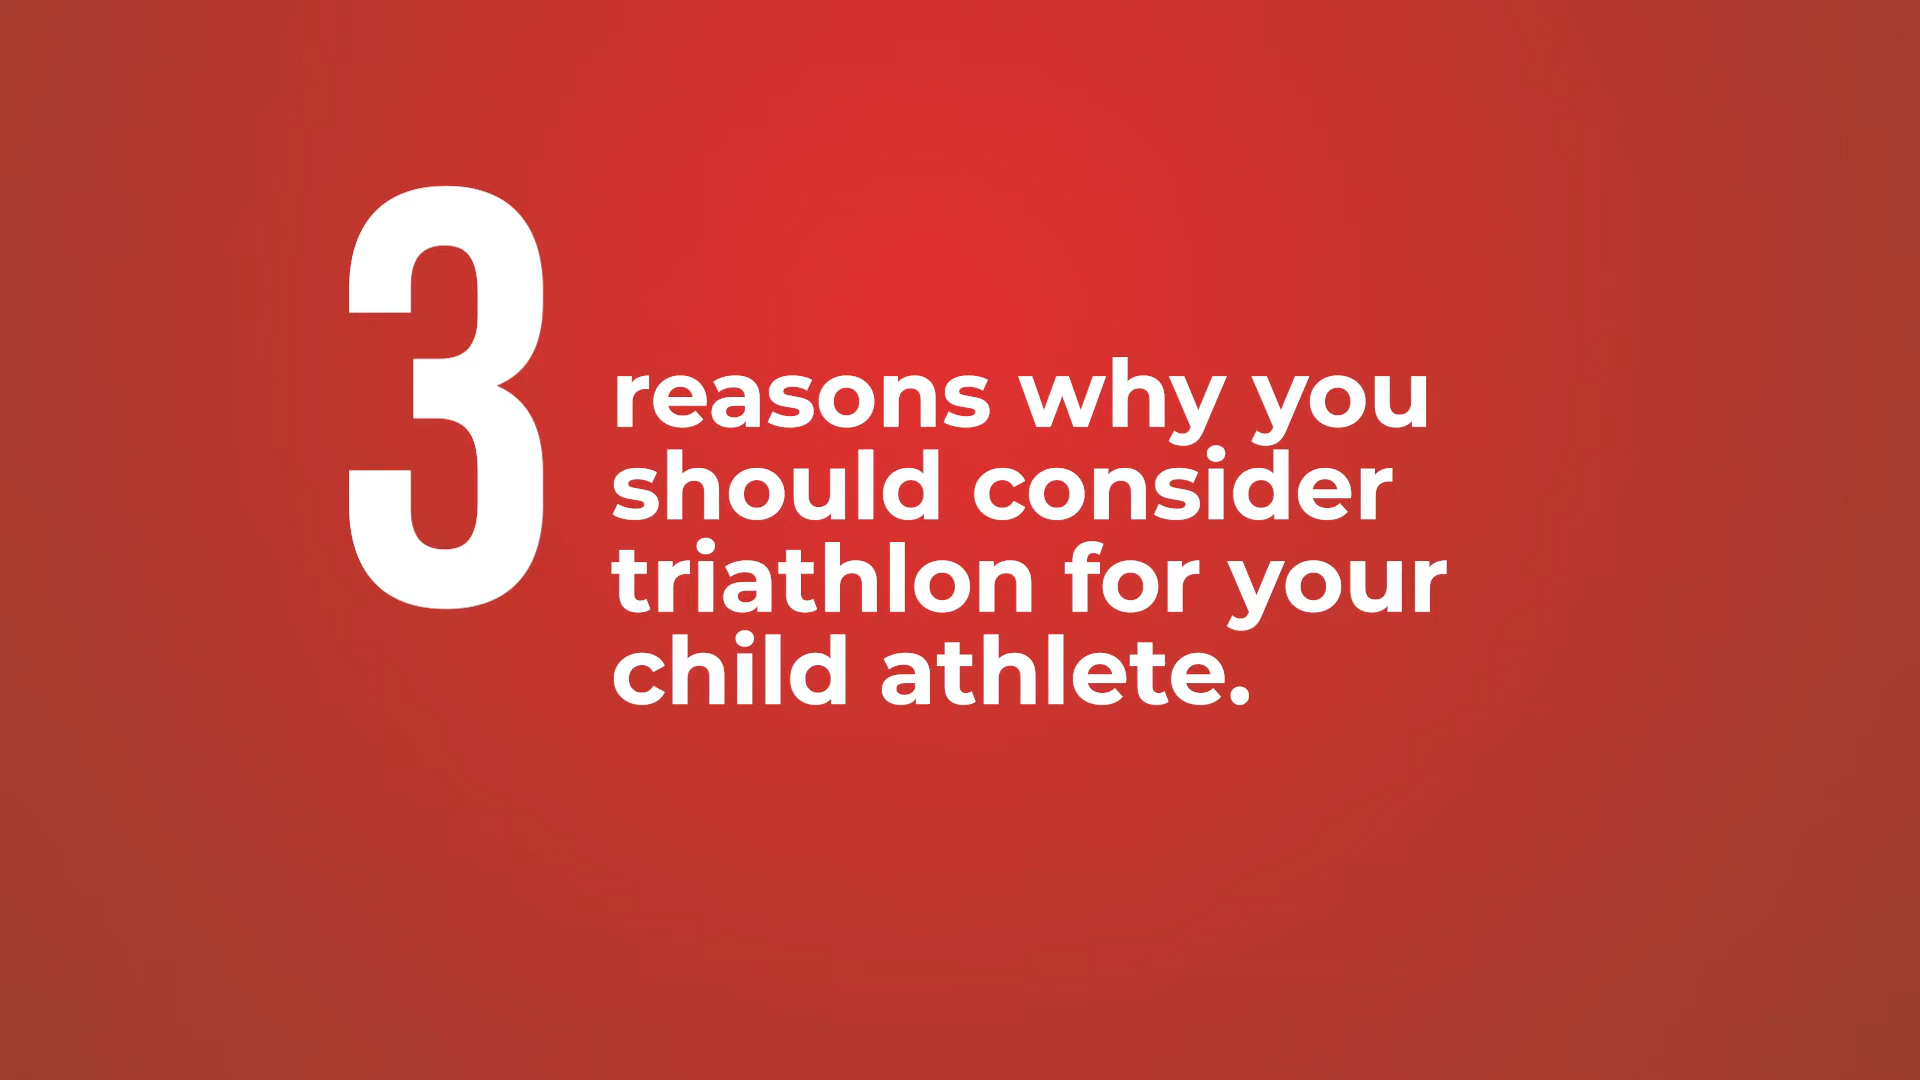 3
reasons why you
should consider
triathlon for your
child athlete.